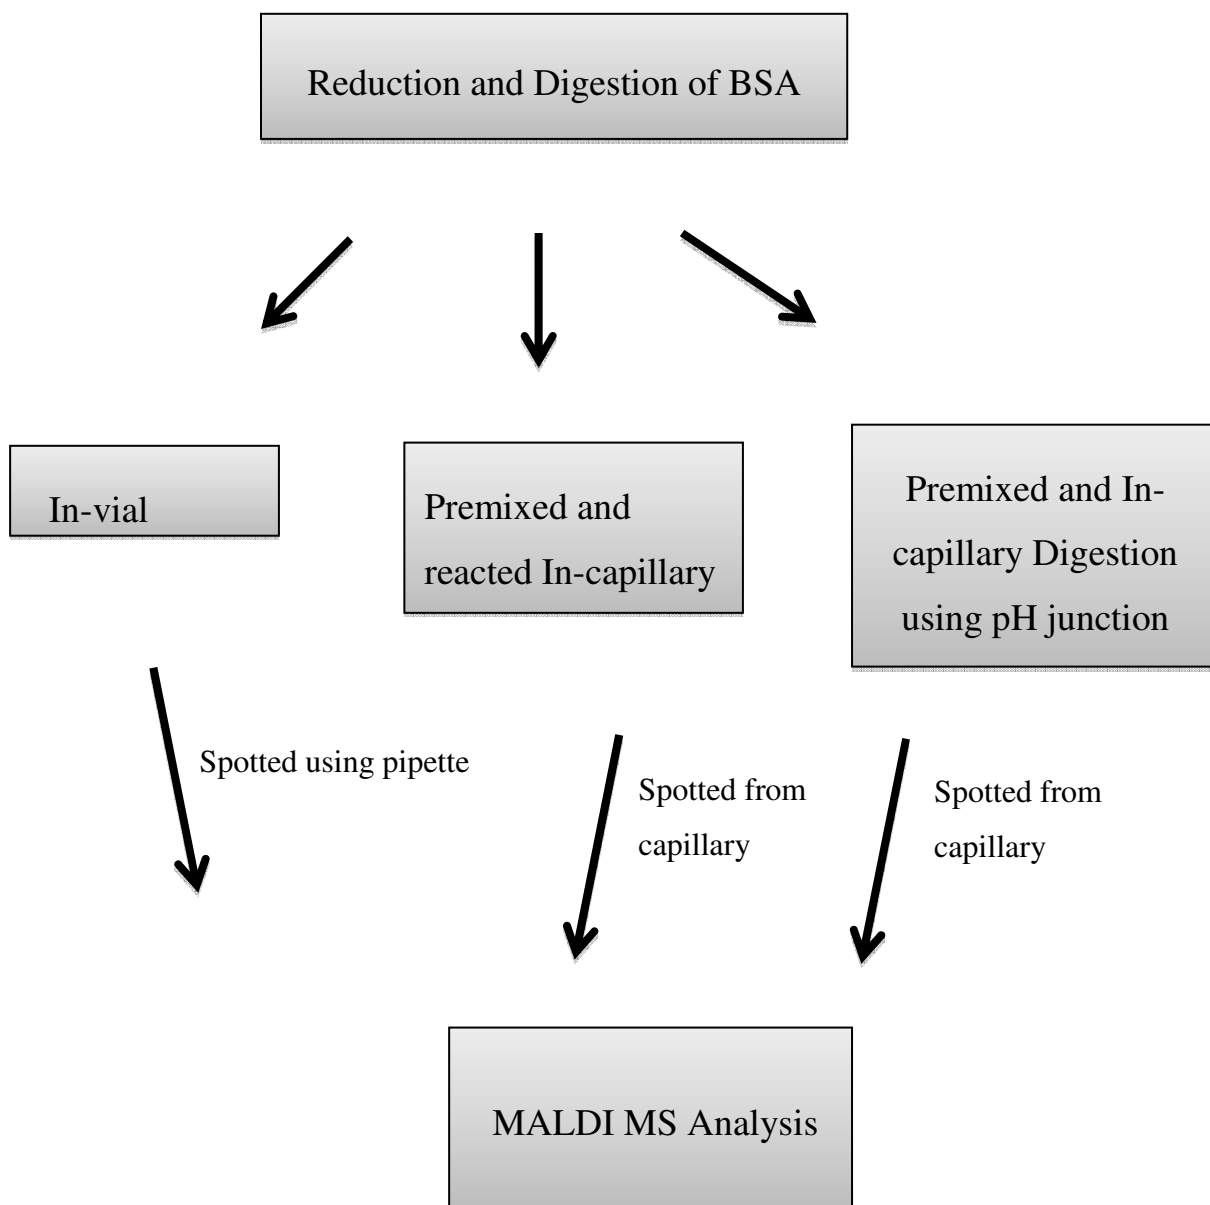 Reduction and Digestion of BSA
In-vial
Premixed and
reacted In-capillary
Premixed and In-
capillary Digestion
using pH junction
Spotted using pipette
Spotted from
capillary
Spotted from
capillary
MALDI MS Analysis